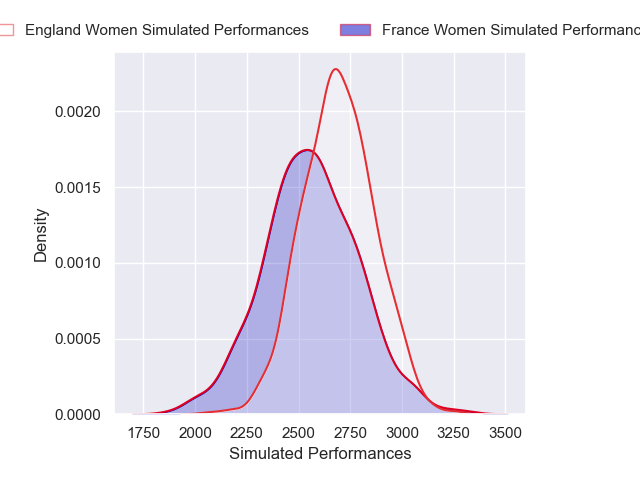 England Women Simulated Performances France Women Simulated Performanc
0.0020
0.0015
0.0010
0.0005
0.0000
Density
1750 2000 2250 2500 2750 3000 3250 3500
Simulated Performances